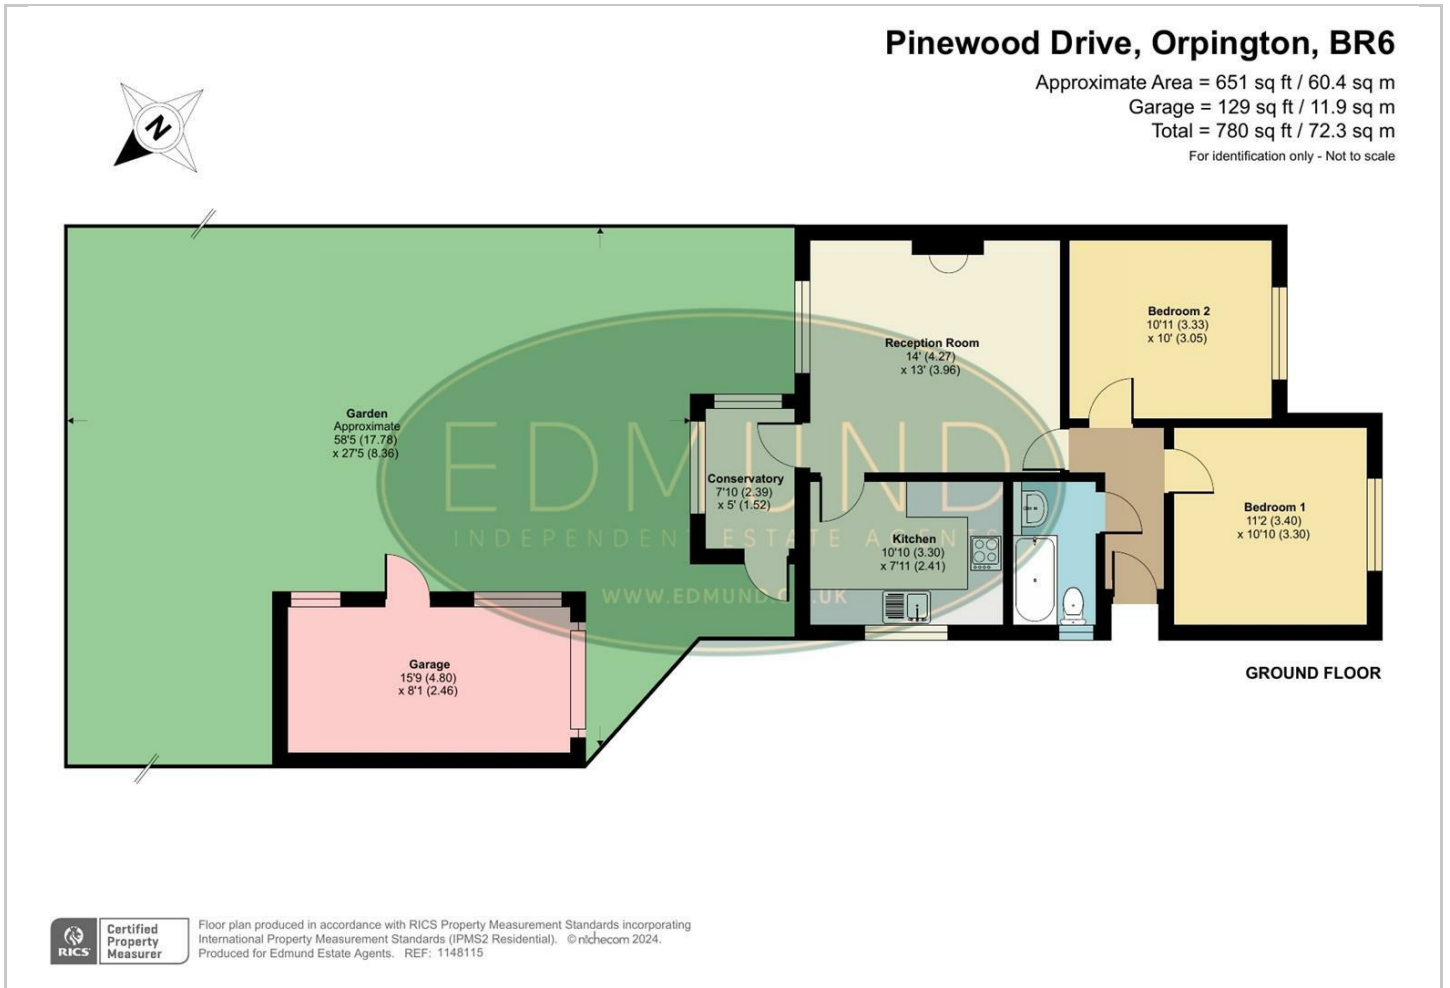 Pinewood Drive, Orpington, BR6
Approximate Area = 651 sq ft / 60.4 sq m
Garage = 129 sq ft / 11.9 sq m
Total = 780 sq ft / 72.3 sq m
For identification only - Not to scale
N
Bedroom 2
10'11 (3.33)
x 10' (3.05)
Reception Room
14' (4.27)
x 13' (3.96)
Garden
Approximate
58'5 (17.78)
x 27'5 (8.36)
EDMUND
INDEPENDENT ESTATE AGENTS
WWW.EDMUND.CO.UK
Conservatory
7'10 (2.39)
x 5' (1.52)
Kitchen
10'10 (3.30)
x 7'11 (2.41)
Bedroom 1
11'2 (3.40)
x 10'10 (3.30)
Garage
15'9 (4.80)
x 8'1 (2.46)
GROUND FLOOR
RICS
Certified
Property
Measurer
Floor plan produced in accordance with RICS Property Measurement Standards incorporating
International Property Measurement Standards (IPMS2 Residential). © nichecom 2024.
Produced for Edmund Estate Agents. REF: 1148115